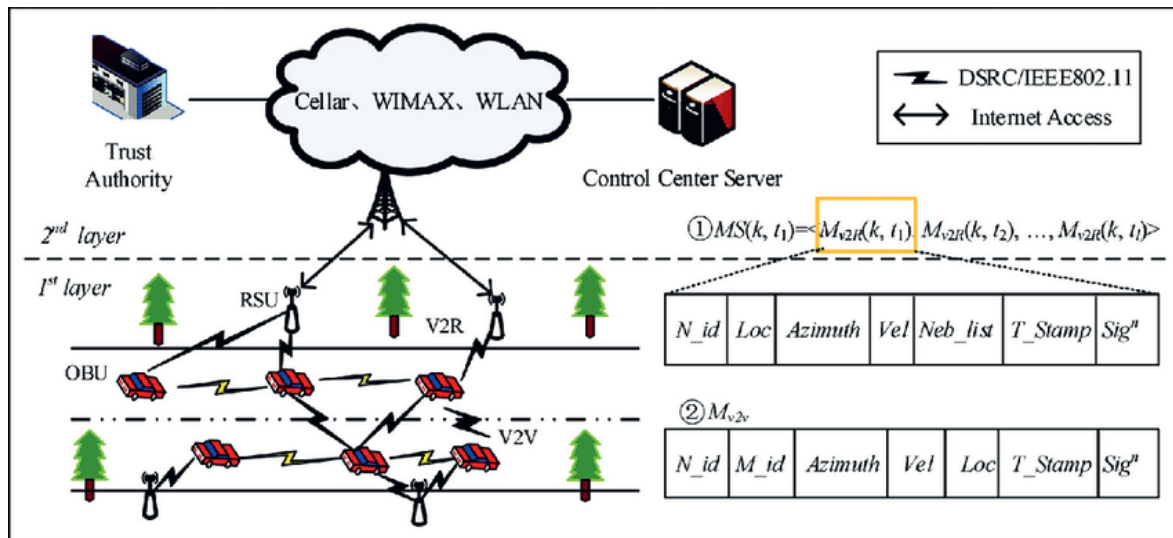 Cellar、WIMAX、WLAN
DSRC/IEEE802.11
Internet Access
Trust
Authority
Control Center Server
2nd layer
①MS(k, t1)=<Mv2R(k, t1), Mv2R(k, t2), …, Mv2R(k, tl)>
1st layer
RSU
V2R
N_id Loc Azimuth Vel Neb_list T_Stamp Sign
OBU
②Mv2v
V2V
N_id M_id Azimuth Vel Loc T_Stamp Sign